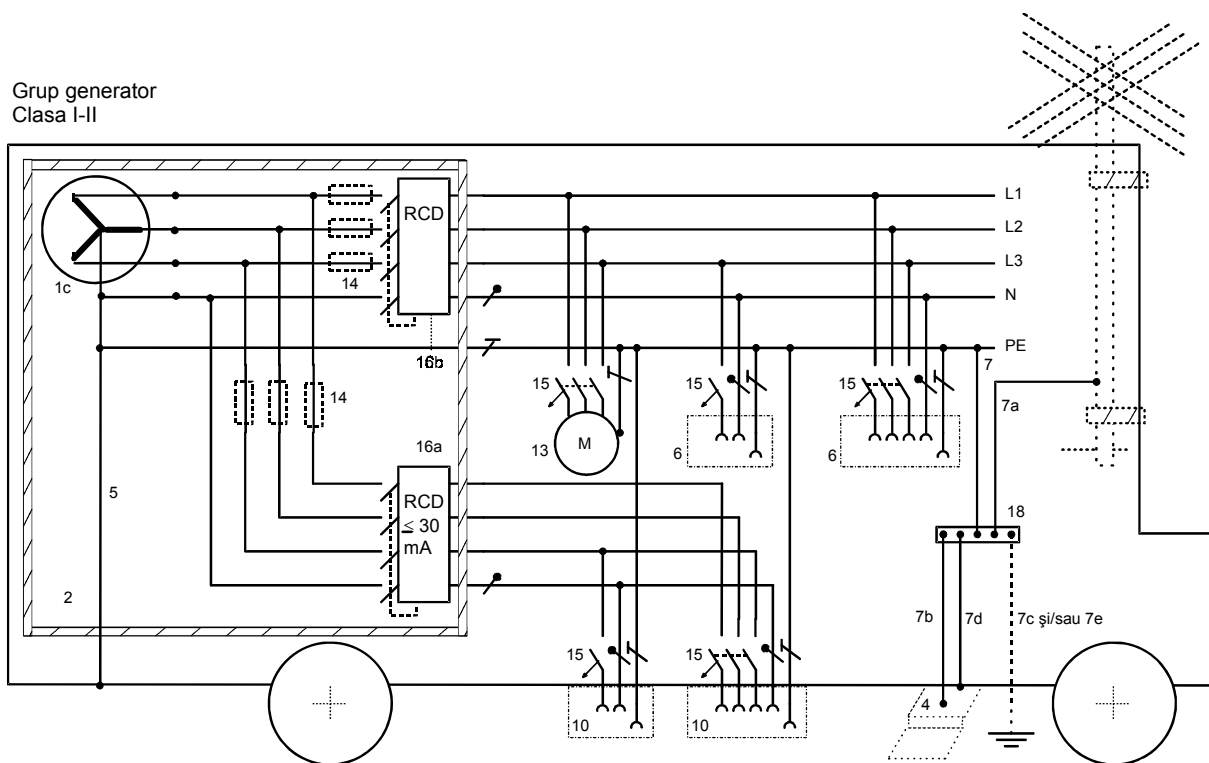 Grup generator
Clasa I-II
1c
14
RCD
16b
L1
L2
L3
N
PE
7
7a
15
15
15
13
M
6
6
14
16a
5
RCD
≤ 30
mA
18
2
7b
7d
7c şi/sau 7e
15
15
4
10
10